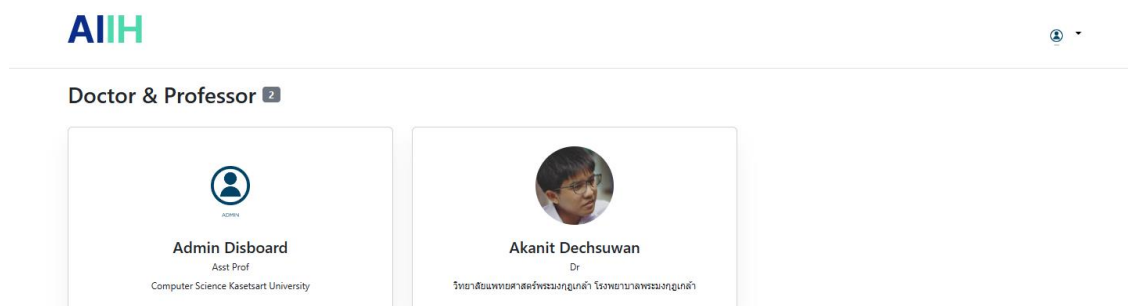 AIIH
Doctor & Professor 2
ADMIN
Admin Disboard
Asst Prof
Computer Science Kasetsart University
Akanit Dechsuwan
Dr
วิทยาลัยแพทยศาสตร์พระมงกุฎเกล้า โรงพยาบาลพระมงกุฎเกล้า